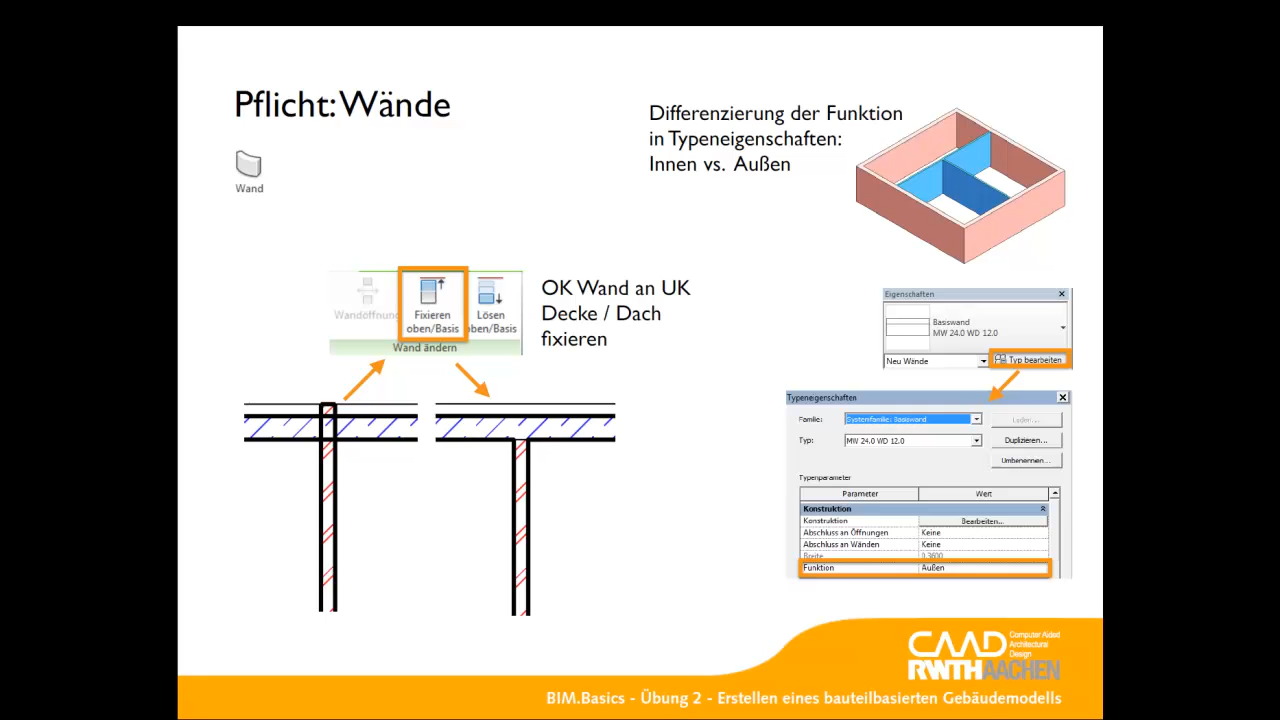 Pflicht: Wände
Wand
Differenzierung der Funktion
in Typeneigenschaften:
Innen vs. Außen
Wandöffnun
Fixieren
oben/Basis
Lösen
oben/Basis
Wand ändern
OK Wand an UK
Decke / Dach
fixieren
Eigenschaften
Basiswand
MW 24.0 WD 12.0
Neu Wände
Typ bearbeiten
Typeneigenschaften
Familie:
Systemfamilie: Basiswand
Laden...
Typ:
MW 24.0 WD 12.0
Duplizieren...
Umbenennen...
Typenparameter
Parameter
Wert
Konstruktion
Konstruktion
Bearbeiten...
Abschluss an Öffnungen
Keine
Abschluss an Wänden
Keine
Breite
0.3600
Funktion
Außen
CAAD
Computer Aided
Architectural
Design
RWTHAACHEN
BIM.Basics - Übung 2 - Erstellen eines bauteilbasierten Gebäudemodells